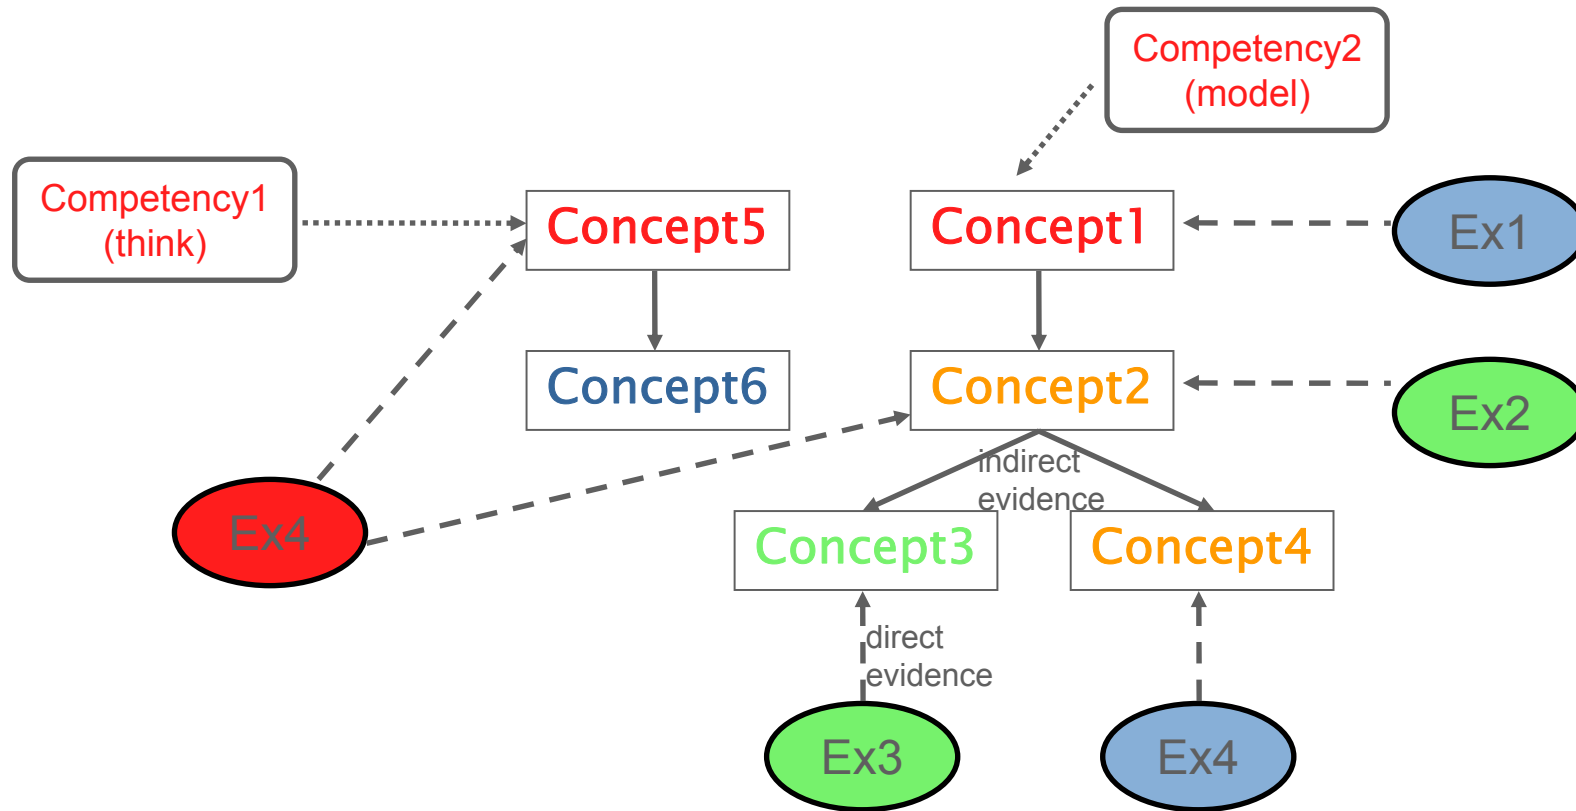 Competency2
(model)
Competency1
(think)
Concept5
Concept1
Ex1
Concept6
Concept2
Ex2
indirect
evidence
Ex4
Concept3
Concept4
direct
evidence
Ex3
Ex4